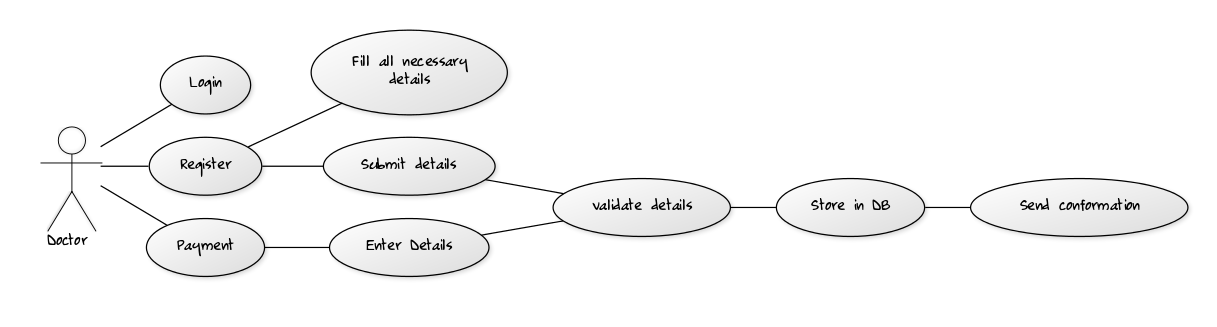 Login
Fill all necessary
details
Register
Submit details
Doctor
Payment
Enter Details
validate details
Store in DB
Send conformation